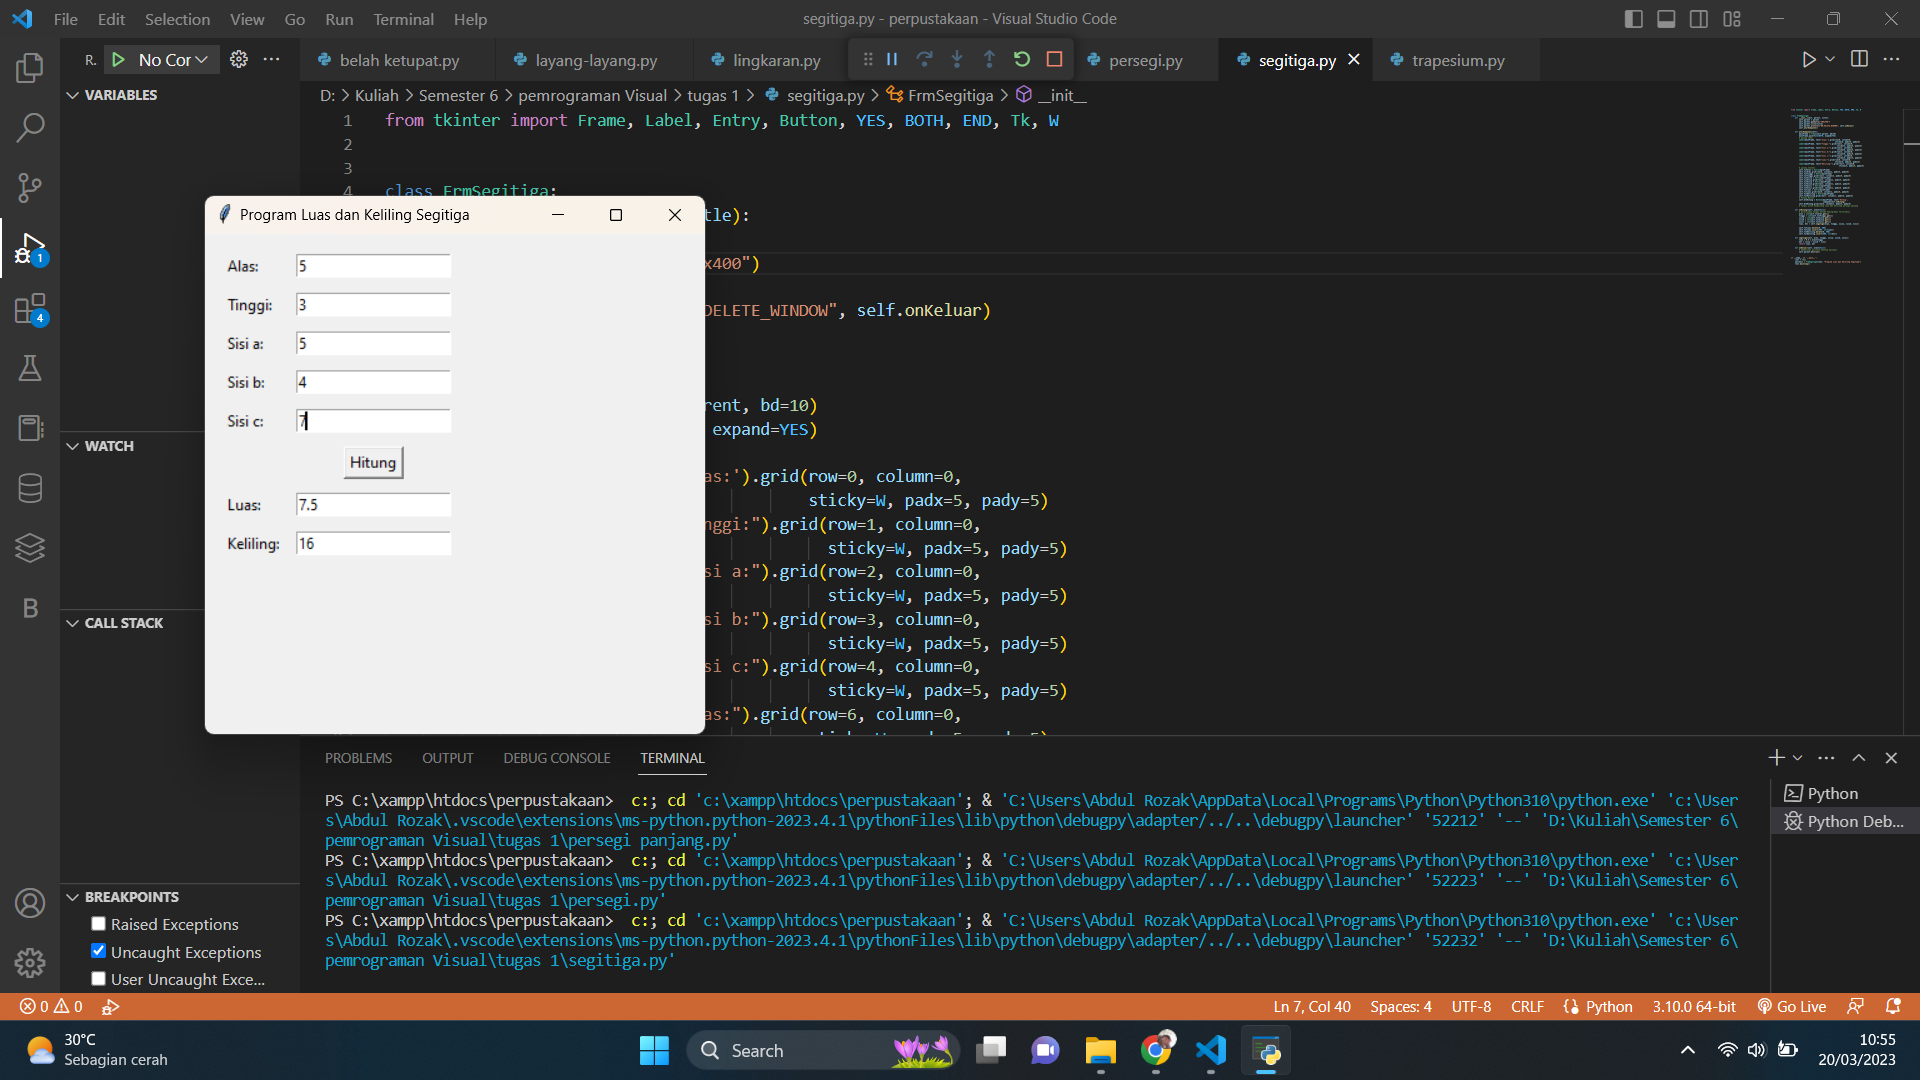 File Edit Selection View Go Run Terminal Help
segitiga.py - perpustakaan - Visual Studio Code
R. No Cor
belah ketupat.py layang-layang.py lingkaran.py persegi.py segitiga.py trapesium.py
VARIABLES
D: > Kuliah > Semester 6 > pemrograman Visual > tugas 1 > segitiga.py > FrmSegitiga > __init__
1 from tkinter import Frame, Label, Entry, Button, YES, BOTH, END, Tk, W
2
3
4 class FrmSegitiga:
tle):
x400")
DELETE_WINDOW", self.onKeluar)
rent, bd=10)
expand=YES)
as:').grid(row=0, column=0,
sticky=W, padx=5, pady=5)
nggi:").grid(row=1, column=0,
sticky=W, padx=5, pady=5)
si a:").grid(row=2, column=0,
sticky=W, padx=5, pady=5)
si b:").grid(row=3, column=0,
sticky=W, padx=5, pady=5)
si c:").grid(row=4, column=0,
sticky=W, padx=5, pady=5)
as:").grid(row=6, column=0,
Program Luas dan Keliling Segitiga
Alas: 5
Tinggi: 3
Sisi a: 5
Sisi b: 4
Sisi c: 7
Hitung
Luas: 7.5
Keliling: 16
WATCH
CALL STACK
BREAKPOINTS
Raised Exceptions
Uncaught Exceptions
User Uncaught Exce...
1
4
B
PROBLEMS OUTPUT DEBUG CONSOLE TERMINAL
PS C:\xampp\htdocs\perpustakaan> c:; cd 'c:\xampp\htdocs\perpustakaan'; & 'C:\Users\Abdul Rozak\AppData\Local\Programs\Python\Python310\python.exe' 'c:\User
s\Abdul Rozak\.vscode\extensions\ms-python.python-2023.4.1\pythonFiles\lib\python\debugpy\adapter/../..\debugpy\launcher' '52212' '--' 'D:\Kuliah\Semester 6\
pemrograman Visual\tugas 1\persegi panjang.py'
PS C:\xampp\htdocs\perpustakaan> c:; cd 'c:\xampp\htdocs\perpustakaan'; & 'C:\Users\Abdul Rozak\AppData\Local\Programs\Python\Python310\python.exe' 'c:\User
s\Abdul Rozak\.vscode\extensions\ms-python.python-2023.4.1\pythonFiles\lib\python\debugpy\adapter/../..\debugpy\launcher' '52223' '--' 'D:\Kuliah\Semester 6\
pemrograman Visual\tugas 1\persegi.py'
PS C:\xampp\htdocs\perpustakaan> c:; cd 'c:\xampp\htdocs\perpustakaan'; & 'C:\Users\Abdul Rozak\AppData\Local\Programs\Python\Python310\python.exe' 'c:\User
s\Abdul Rozak\.vscode\extensions\ms-python.python-2023.4.1\pythonFiles\lib\python\debugpy\adapter/../..\debugpy\launcher' '52232' '--' 'D:\Kuliah\Semester 6\
pemrograman Visual\tugas 1\segitiga.py'
Python
Python Deb...
0 0
Ln 7, Col 40 Spaces: 4 UTF-8 CRLF Python 3.10.0 64-bit Go Live
30°C
Sebagian cerah
Search
10:55
20/03/2023